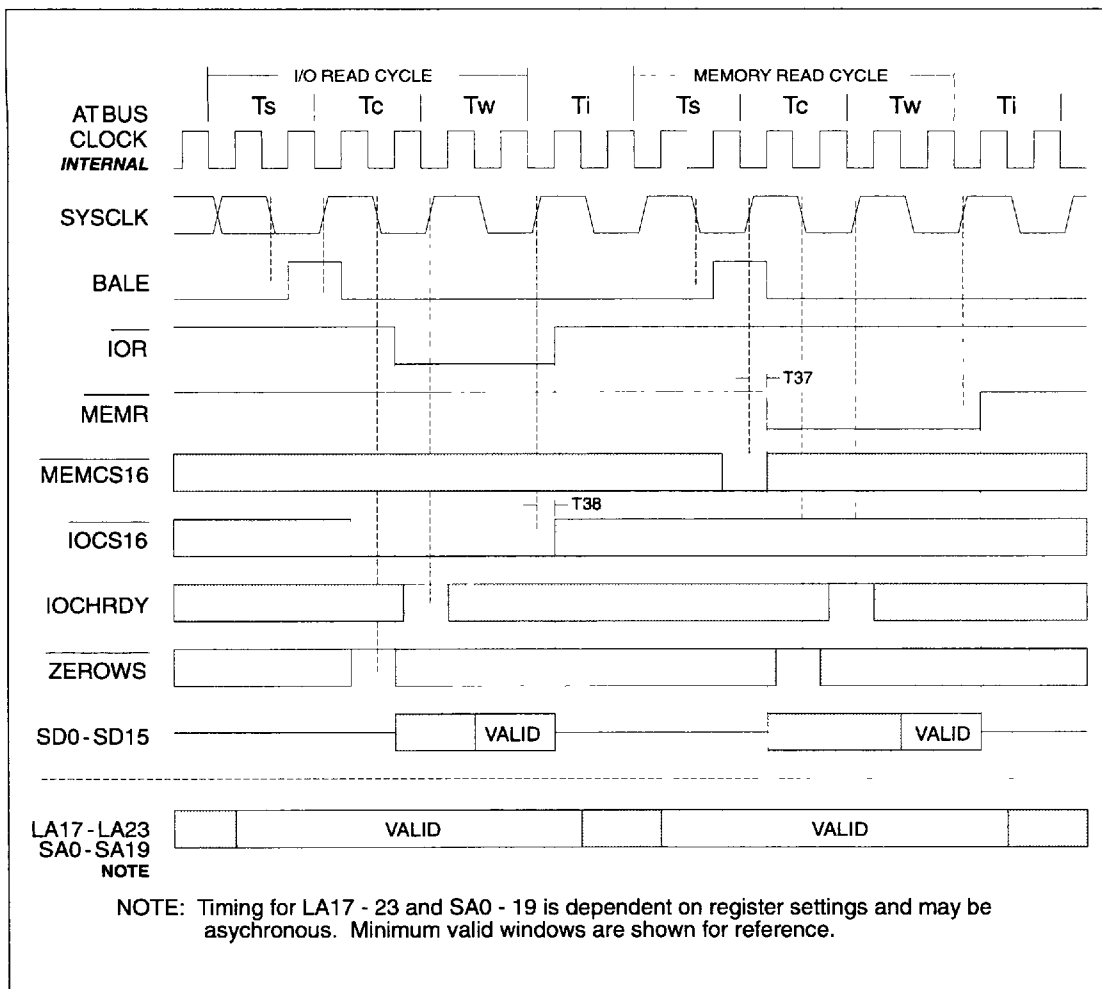 I/O READ CYCLE MEMORY READ CYCLE
Ts Tc Tw Ti Ts Tc Tw Ti
AT BUS
CLOCK
INTERNAL
SYSCLK
BALE
IOR
T37
MEMR
MEMCS16
T38
IOCS16
IOCHRDY
ZEROWS
SD0-SD15 VALID VALID
LA17-LA23
SA0-SA19
NOTE
VALID VALID
NOTE: Timing for LA17 - 23 and SA0 - 19 is dependent on register settings and may be
asychronous. Minimum valid windows are shown for reference.